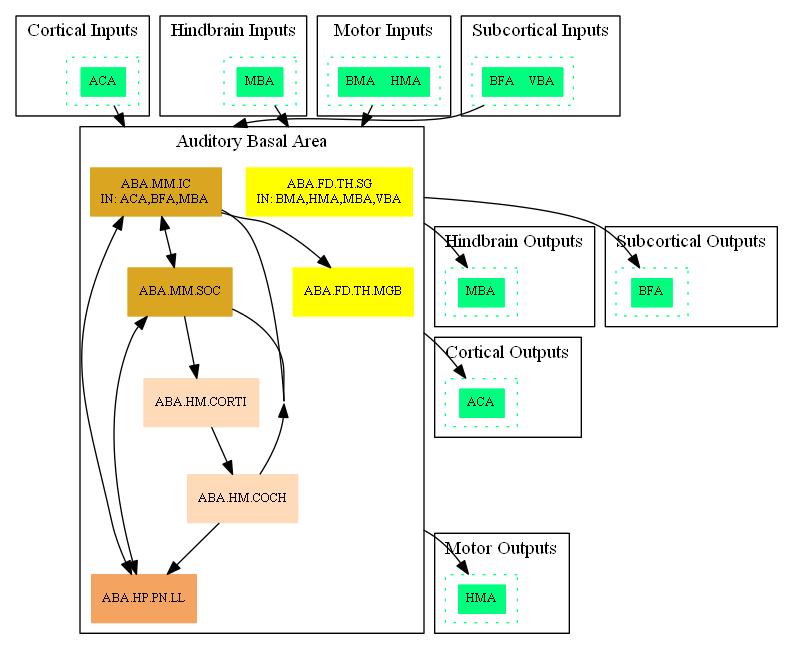 Cortical Inputs
Hindbrain Inputs
Motor Inputs
Subcortical Inputs
ACA
MBA
BMA HMA
BFA VBA
Auditory Basal Area
ABA.MM.IC
IN: ACA,BFA,MBA
ABA.FD.TH.SG
IN: BMA,HMA,MBA,VBA
Hindbrain Outputs
Subcortical Outputs
ABA.MM.SOC
ABA.FD.TH.MGB
MBA
BFA
Cortical Outputs
ABA.HM.CORTI
ACA
ABA.HM.COCH
Motor Outputs
ABA.HP.PN.LL
HMA